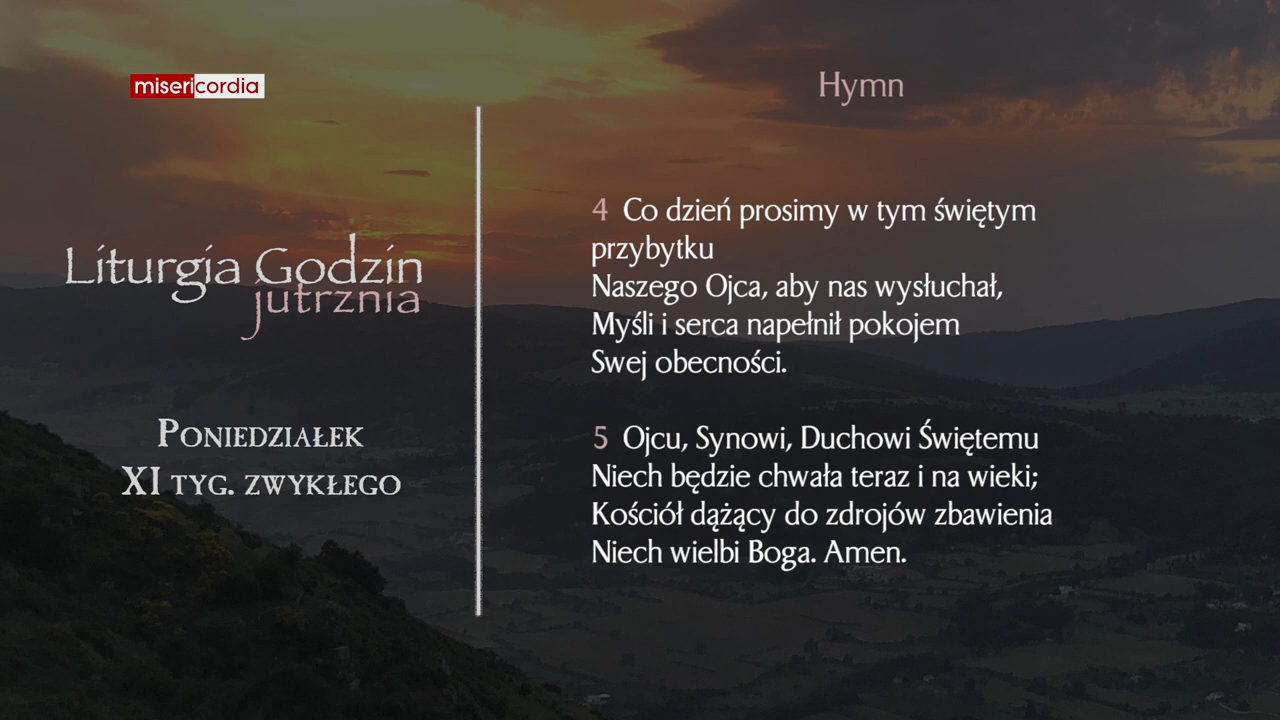 misericordia
Liturgia Godzin
jutrznia
Poniedziałek
XI tyg. zwykłego
Hymn
4 Co dzień prosimy w tym świętym
przybytku
Naszego Ojca, aby nas wysłuchał,
Myśli i serca napełnił pokojem
Swej obecności.
5 Ojcu, Synowi, Duchowi Świętemu
Niech będzie chwała teraz i na wieki;
Kościół dążący do zdrojów zbawienia
Niech wielbi Boga. Amen.